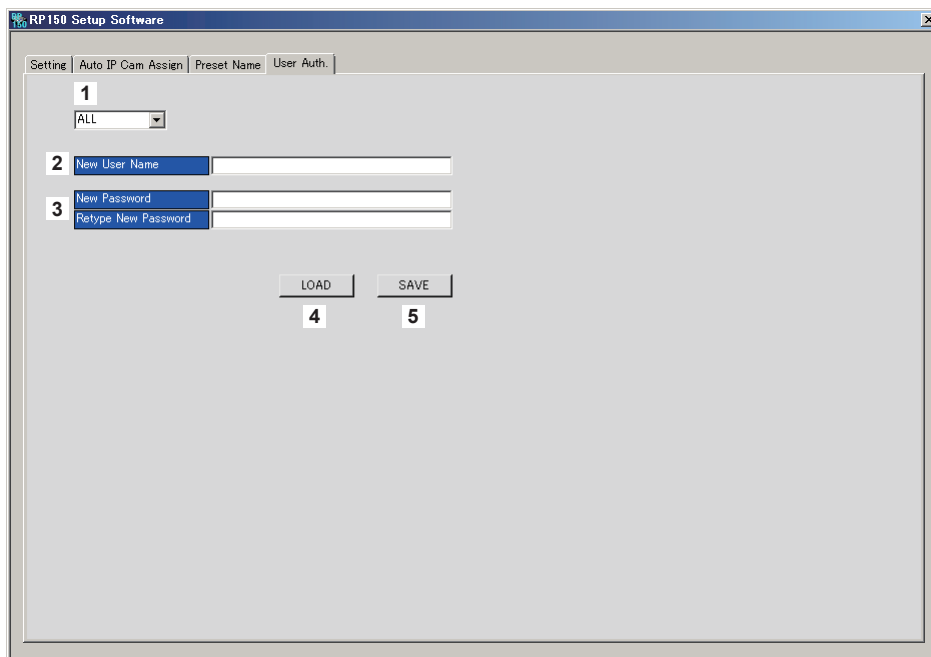 RP150 Setup Software
Setting Auto IP Cam Assign Preset Name User Auth.
1
ALL
2 New User Name
New Password
3
Retype New Password
LOAD SAVE
4 5